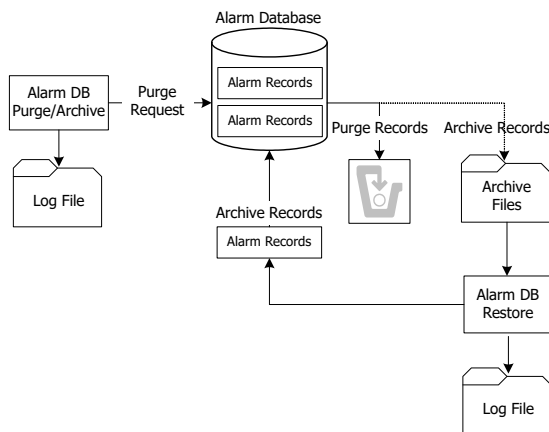 Alarm Database
Alarm Records
Alarm Records
Alarm DB
Purge/Archive
Purge
Request
Log File
Purge Records
Archive Records
Archive
Files
Archive Records
Alarm Records
Alarm DB
Restore
Log File